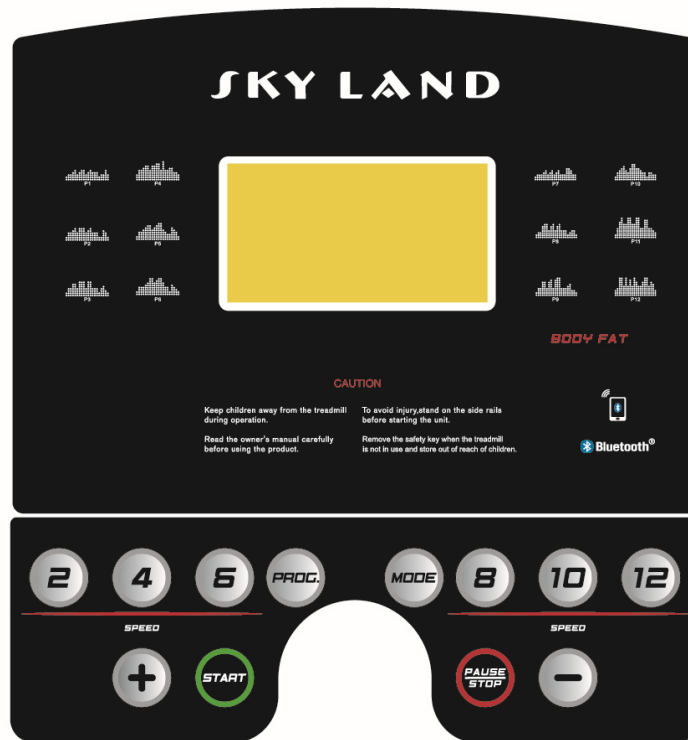 SKY LAND
P1
P4
P7
P10
P2
P5
P8
P11
P3
P6
P9
P12
BODY FAT
CAUTION
Keep children away from the treadmill
during operation.
To avoid injury,stand on the side rails
before starting the unit.
Read the owner's manual carefully
before using the product.
Remove the safety key when the treadmill
is not in use and store out of reach of children.
Bluetooth®
2
4
6
PROG.
MODE
8
10
12
SPEED
SPEED
+
START
PAUSE
STOP
-